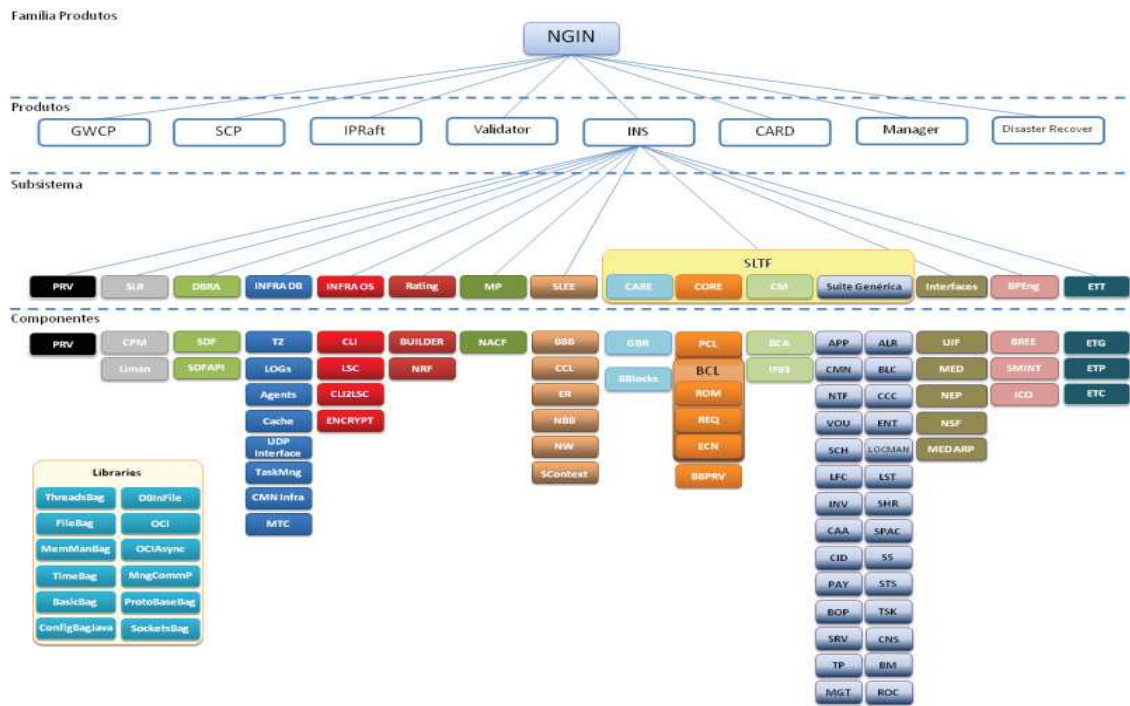 Família Produtos
NGIN
Produtos
GWCP SCP IPRaft Validator INS CARD Manager Disaster Recover
Subsistema
SLTF
PRV SLR DBRA INFRA DB INFRA OS Rating MP SLEE CARE CORE CM Suite Genérica Interfaces BPEng ETT
Componentes
PRV CPM SDF TZ CLI BUILDER NACF BBB GBR PCL BCA APP ALR UIF BREE ETG
Liman SDFAPI LOGs LSC NRF CCL BBlocks BCL CMN BLC MED SMINT ETP
Agents CLI2LSC ER ROM NTF CCC NEP ICO ETC
Cache ENCRYPT NBB REQ VOU ENT NSF
UDP Interface NW ECN SCH LOCMAN MED ARP
Libraries
TaskMng SContext BBPRV LFC LST
ThreadsBag DBInFile CMN Infra INV SHR
FileBag OCI MTC CAA SPAC
MemManBag OCIAsync CID SS
TimeBag MngCommP PAY STS
BasicBag ProtoBaseBag BOP TSK
ConfigBagJava SocketsBag SRV CNS
TP BM
MGT ROC